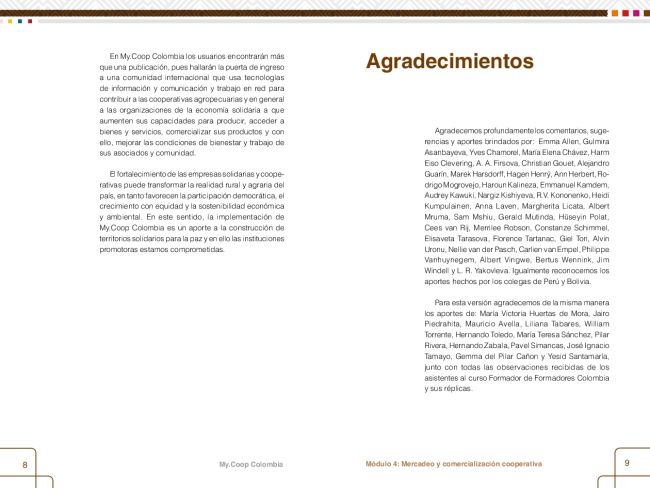 En My.Coop Colombia los usuarios encontrarán más
que una publicación, pues hallarán la puerta de ingreso
a una comunidad internacional que usa tecnologías
de información y comunicación y trabajo en red para
contribuir a las cooperativas agropecuarias y en general
a las organizaciones de la economía solidaria a que
aumenten sus capacidades para producir, acceder a
bienes y servicios, comercializar sus productos y con
ello, mejorar las condiciones de bienestar y trabajo de
sus asociados y comunidad.
El fortalecimiento de las empresas solidarias y coope-
rativas puede transformar la realidad rural y agraria del
país, en tanto favorecen la participación democrática, el
crecimiento con equidad y la sostenibilidad económica
y ambiental. En este sentido, la implementación de
My.Coop Colombia es un aporte a la construcción de
territorios solidarios para la paz y en ello las instituciones
promotoras estamos comprometidas.
8
My.Coop Colombia
Agradecimientos
Agradecemos profundamente los comentarios, suge-
rencias y aportes brindados por: Emma Allen, Gulmira
Asanbayeva, Yves Chamorel, María Elena Chávez, Harm
Eiso Clevering, A. A. Firsova, Christian Gouet, Alejandro
Guarín, Marek Harsdorff, Hagen Henrÿ, Ann Herbert, Ro-
drigo Mogrovejo, Haroun Kalineza, Emmanuel Kamdem,
Audrey Kawuki, Nargiz Kishiyeva, R.V. Kononenko, Heidi
Kumpulainen, Anna Laven, Margherita Licata, Albert
Mruma, Sam Mshiu, Gerald Mutinda, Hüseyin Polat,
Cees van Rij, Merrilee Robson, Constanze Schimmel,
Elisaveta Tarasova, Florence Tartanac, Giel Ton, Alvin
Uronu, Nellie van der Pasch, Carlien van Empel, Philippe
Vanhuynegem, Albert Vingwe, Bertus Wennink, Jim
Windell y L. R. Yakovleva. Igualmente reconocemos los
aportes hechos por los colegas de Perú y Bolivia.
Para esta versión agradecemos de la misma manera
los aportes de: María Victoria Huertas de Mora, Jairo
Piedrahita, Mauricio Avella, Liliana Tabares, William
Torrente, Hernando Toledo, María Teresa Sánchez, Pilar
Rivera, Hernando Zabala, Pavel Simancas, José Ignacio
Tamayo, Gemma del Pilar Cañon y Yesid Santamaría,
junto con todas las observaciones recibidas de los
asistentes al curso Formador de Formadores Colombia
y sus réplicas.
Módulo 4: Mercadeo y comercialización cooperativa
9